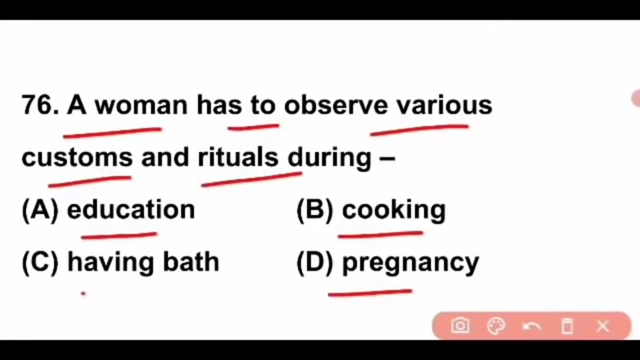 76. A woman has to observe various
customs and rituals during –
(A) education (B) cooking
(C) having bath (D) pregnancy